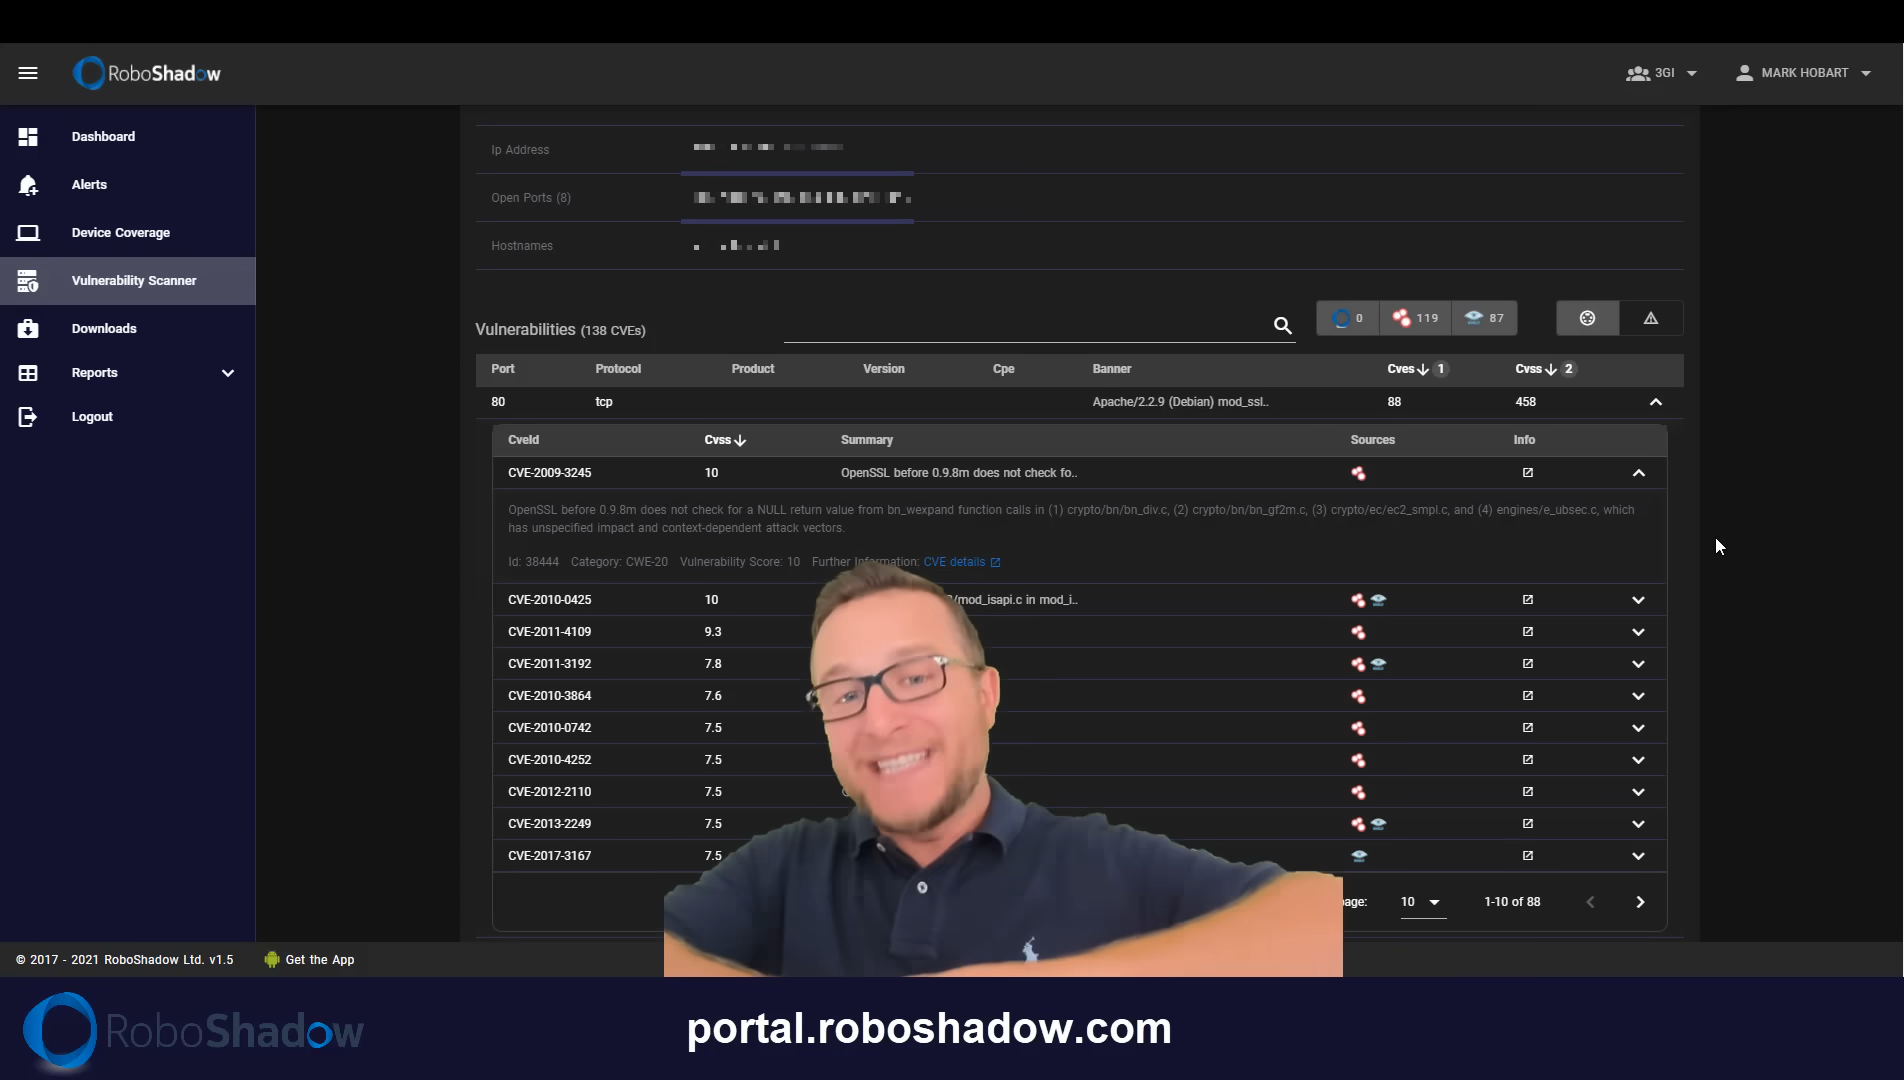 RoboShadow
3GI
MARK HOBART
Dashboard
Alerts
Device Coverage
Vulnerability Scanner
Downloads
Reports
Logout
Ip Address
Open Ports (8)
Hostnames
Vulnerabilities (138 CVEs)
0 119 87
Port Protocol Product Version Cpe Banner Cves 1 Cvss 2
80 tcp Apache/2.2.9 (Debian) mod_ssl.. 88 458
CveId Cvss Summary Sources Info
CVE-2009-3245 10 OpenSSL before 0.9.8m does not check fo..
OpenSSL before 0.9.8m does not check for a NULL return value from bn_wexpand function calls in (1) crypto/bn/bn_div.c, (2) crypto/bn/bn_gf2m.c, (3) crypto/ec/ec2_smpl.c, and (4) engines/e_ubsec.c, which
has unspecified impact and context-dependent attack vectors.
Id: 38444 Category: CWE-20 Vulnerability Score: 10 Further Information: CVE details
CVE-2010-0425 10 /mod_isapi.c in mod_i..
CVE-2011-4109 9.3
CVE-2011-3192 7.8
CVE-2010-3864 7.6
CVE-2010-0742 7.5
CVE-2010-4252 7.5
CVE-2012-2110 7.5
CVE-2013-2249 7.5
CVE-2017-3167 7.5
page: 10 1-10 of 88
© 2017 - 2021 RoboShadow Ltd. v1.5
Get the App
RoboShadow
portal.roboshadow.com